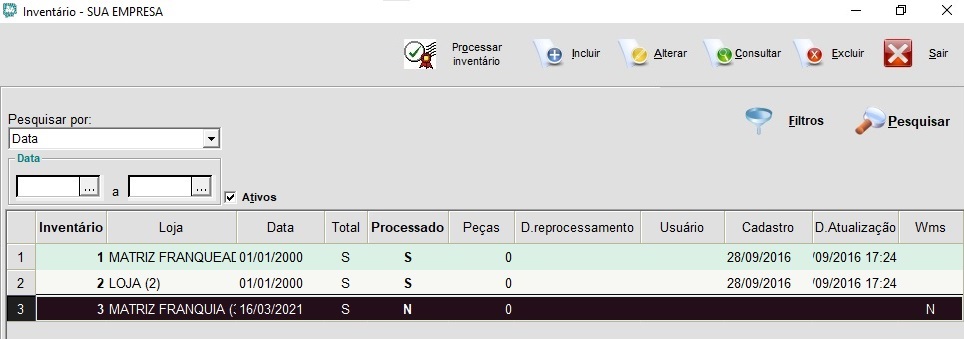 Inventário - SUA EMPRESA
Processar inventário Incluir Alterar Consultar Excluir Sair
Pesquisar por:
Data
Filtros Pesquisar
Data
... a ... Ativos
Inventário Loja Data Total Processado Peças D.reprocessamento Usuário Cadastro D.Atualização Wms
1 1 MATRIZ FRANQUEAD 01/01/2000 S S 0 28/09/2016 /09/2016 17:24
2 2 LOJA (2) 01/01/2000 S S 0 28/09/2016 /09/2016 17:24
3 3 MATRIZ FRANQUIA (3 16/03/2021 S N 0 N